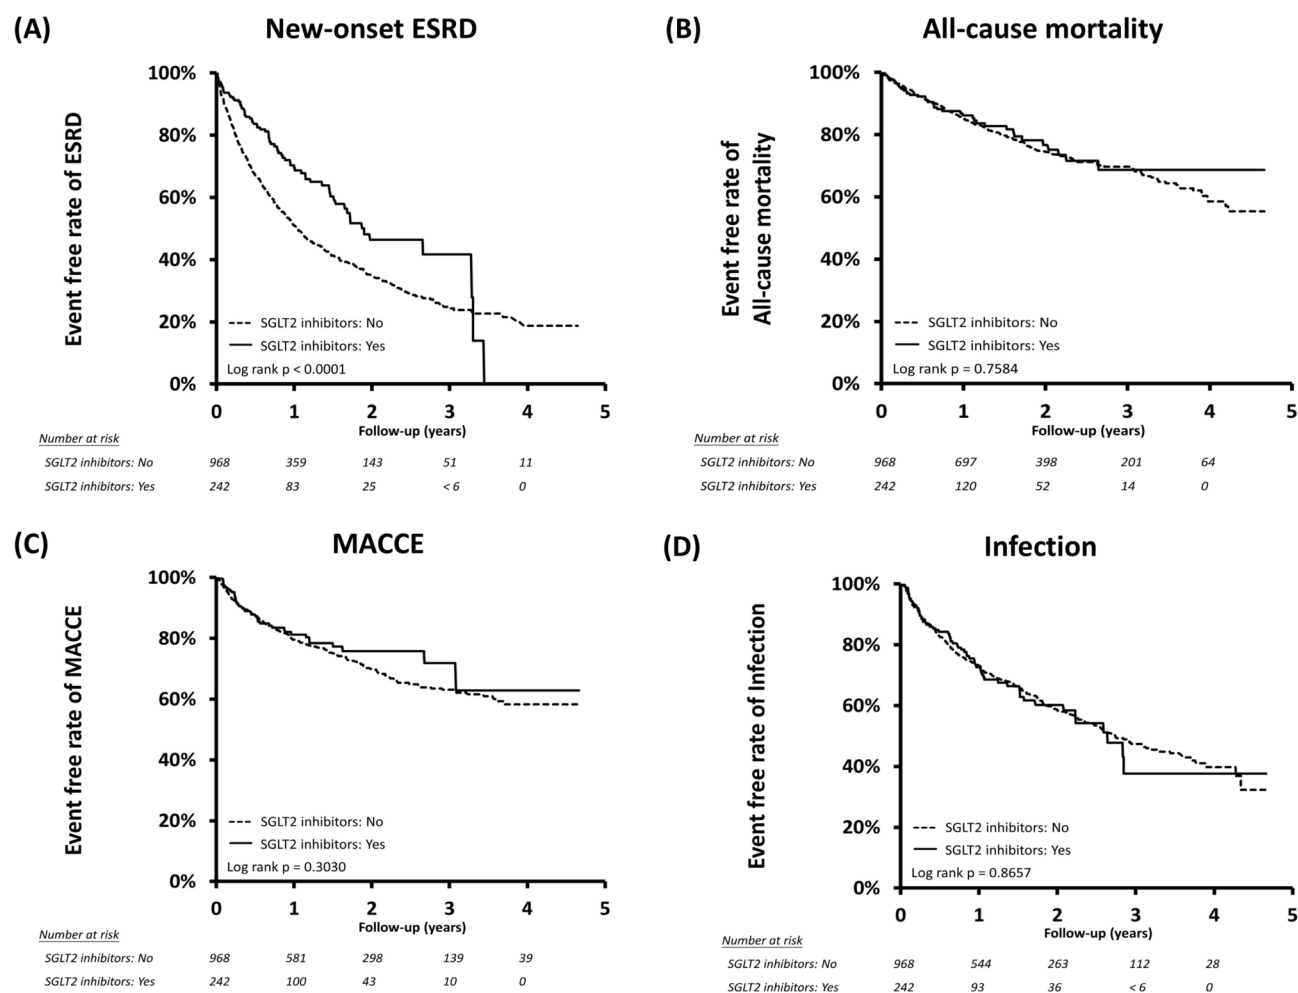 (A) New-onset ESRD
Event free rate of ESRD
100%
80%
60%
40%
20%
0%
SGLT2 inhibitors: No
SGLT2 inhibitors: Yes
Log rank p < 0.0001
0 1 2 3 4 5
Follow-up (years)
Number at risk
SGLT2 inhibitors: No 968 359 143 51 11
SGLT2 inhibitors: Yes 242 83 25 < 6 0
(B) All-cause mortality
Event free rate of
All-cause mortality
100%
80%
60%
40%
20%
0%
SGLT2 inhibitors: No
SGLT2 inhibitors: Yes
Log rank p = 0.7584
0 1 2 3 4 5
Follow-up (years)
Number at risk
SGLT2 inhibitors: No 968 697 398 201 64
SGLT2 inhibitors: Yes 242 120 52 14 0
(C) MACCE
Event free rate of MACCE
100%
80%
60%
40%
20%
0%
SGLT2 inhibitors: No
SGLT2 inhibitors: Yes
Log rank p = 0.3030
0 1 2 3 4 5
Follow-up (years)
Number at risk
SGLT2 inhibitors: No 968 581 298 139 39
SGLT2 inhibitors: Yes 242 100 43 10 0
(D) Infection
Event free rate of Infection
100%
80%
60%
40%
20%
0%
SGLT2 inhibitors: No
SGLT2 inhibitors: Yes
Log rank p = 0.8657
0 1 2 3 4 5
Follow-up (years)
Number at risk
SGLT2 inhibitors: No 968 544 263 112 28
SGLT2 inhibitors: Yes 242 93 36 < 6 0